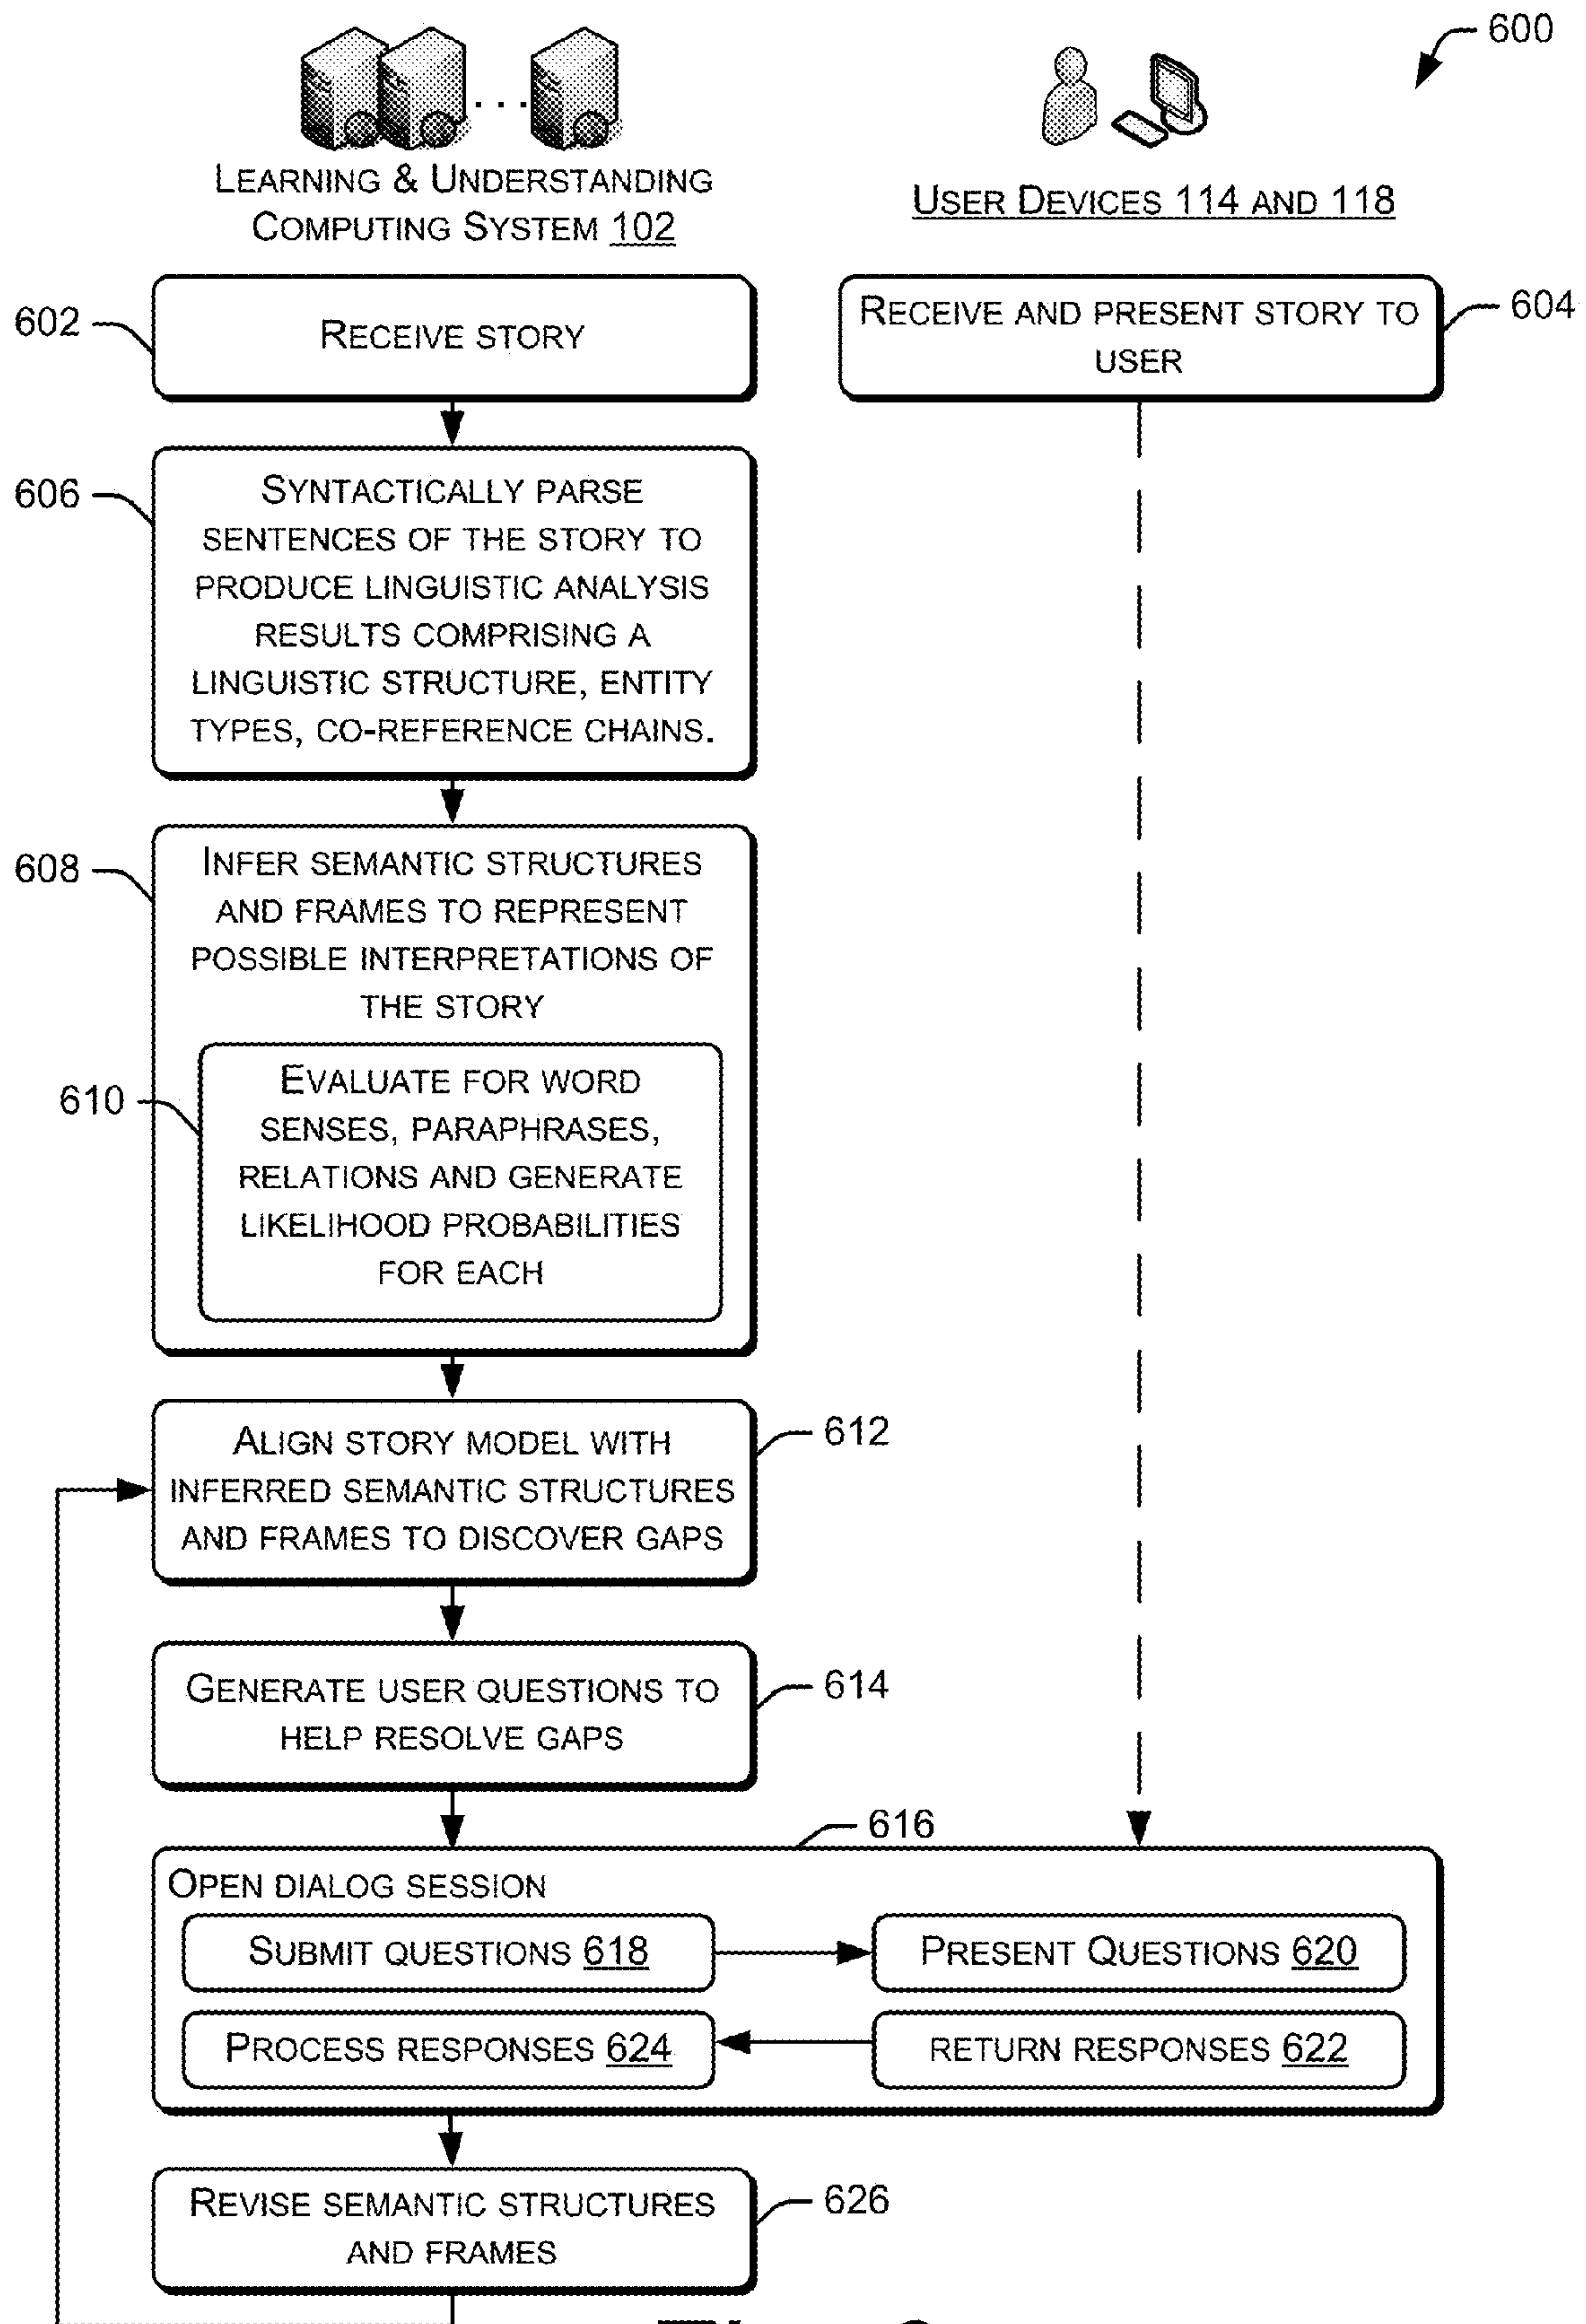 600
LEARNING & UNDERSTANDING
COMPUTING SYSTEM 102
USER DEVICES 114 AND 118
602
RECEIVE STORY
RECEIVE AND PRESENT STORY TO
USER
604
606
SYNTACTICALLY PARSE
SENTENCES OF THE STORY TO
PRODUCE LINGUISTIC ANALYSIS
RESULTS COMPRISING A
LINGUISTIC STRUCTURE, ENTITY
TYPES, CO-REFERENCE CHAINS.
608
INFER SEMANTIC STRUCTURES
AND FRAMES TO REPRESENT
POSSIBLE INTERPRETATIONS OF
THE STORY
610
EVALUATE FOR WORD
SENSES, PARAPHRASES,
RELATIONS AND GENERATE
LIKELIHOOD PROBABILITIES
FOR EACH
612
ALIGN STORY MODEL WITH
INFERRED SEMANTIC STRUCTURES
AND FRAMES TO DISCOVER GAPS
614
GENERATE USER QUESTIONS TO
HELP RESOLVE GAPS
616
OPEN DIALOG SESSION
SUBMIT QUESTIONS 618
PRESENT QUESTIONS 620
PROCESS RESPONSES 624
RETURN RESPONSES 622
626
REVISE SEMANTIC STRUCTURES
AND FRAMES